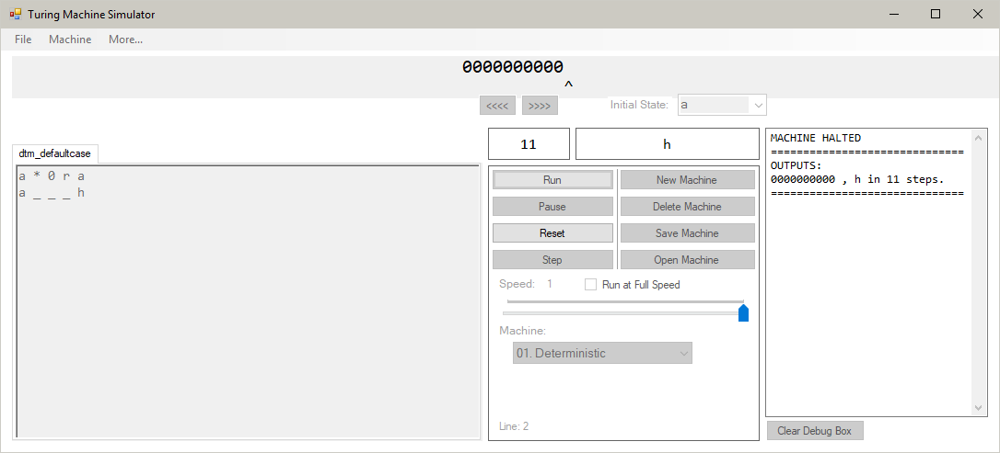 Turing Machine Simulator
File Machine More...
0000000000
^
<<<< >>>> Initial State: a
11 h
dtm_defaultcase
a * 0 r a
a _ _ _ h
Run New Machine
Pause Delete Machine
Reset Save Machine
Step Open Machine
Speed: 1 Run at Full Speed
Machine:
01. Deterministic
Line: 2
MACHINE HALTED
==============================
OUTPUTS:
0000000000 , h in 11 steps.
==============================
Clear Debug Box